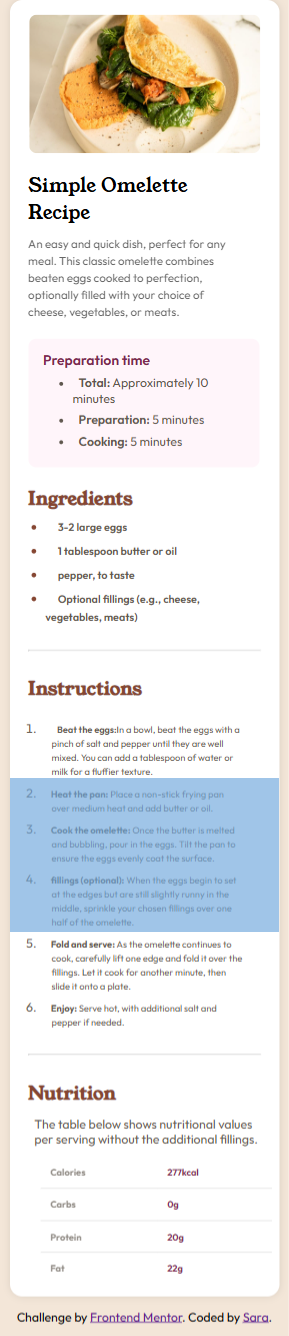 Simple Omelette
Recipe
An easy and quick dish, perfect for any
meal. This classic omelette combines
beaten eggs cooked to perfection,
optionally filled with your choice of
cheese, vegetables, or meats.
Preparation time
• Total: Approximately 10
minutes
• Preparation: 5 minutes
• Cooking: 5 minutes
Ingredients
• 3-2 large eggs
• 1 tablespoon butter or oil
• pepper, to taste
• Optional fillings (e.g., cheese,
vegetables, meats)
Instructions
1. Beat the eggs:In a bowl, beat the eggs with a
pinch of salt and pepper until they are well
mixed. You can add a tablespoon of water or
milk for a fluffier texture.
2. Heat the pan: Place a non-stick frying pan
over medium heat and add butter or oil.
3. Cook the omelette: Once the butter is melted
and bubbling, pour in the eggs. Tilt the pan to
ensure the eggs evenly coat the surface.
4. fillings (optional): When the eggs begin to set
at the edges but are still slightly runny in the
middle, sprinkle your chosen fillings over one
half of the omelette.
5. Fold and serve: As the omelette continues to
cook, carefully lift one edge and fold it over the
fillings. Let it cook for another minute, then
slide it onto a plate.
6. Enjoy: Serve hot, with additional salt and
pepper if needed.
Nutrition
The table below shows nutritional values
per serving without the additional fillings.
Calories 277kcal
Carbs 0g
Protein 20g
Fat 22g
Challenge by Frontend Mentor. Coded by Sara.